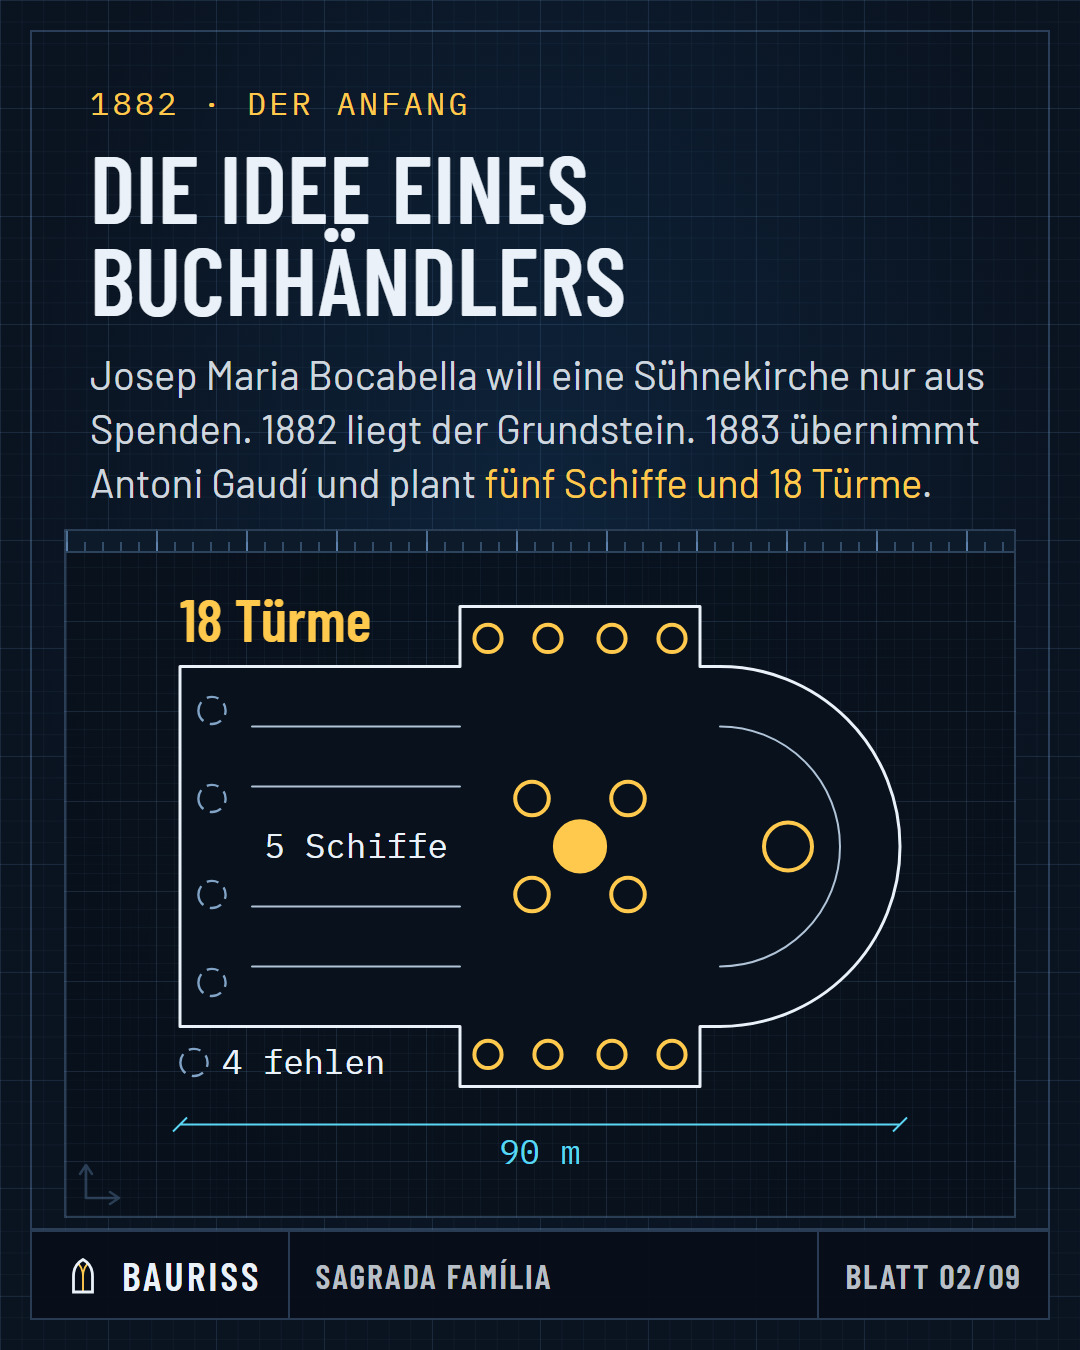 1882 · DER ANFANG
DIE IDEE EINES
BUCHHÄNDLERS
Josep Maria Bocabella will eine Sühnekirche nur aus
Spenden. 1882 liegt der Grundstein. 1883 übernimmt
Antoni Gaudí und plant fünf Schiffe und 18 Türme.
18 Türme
5 Schiffe
4 fehlen
90 m
BAURISS
SAGRADA FAMÍLIA
BLATT 02/09